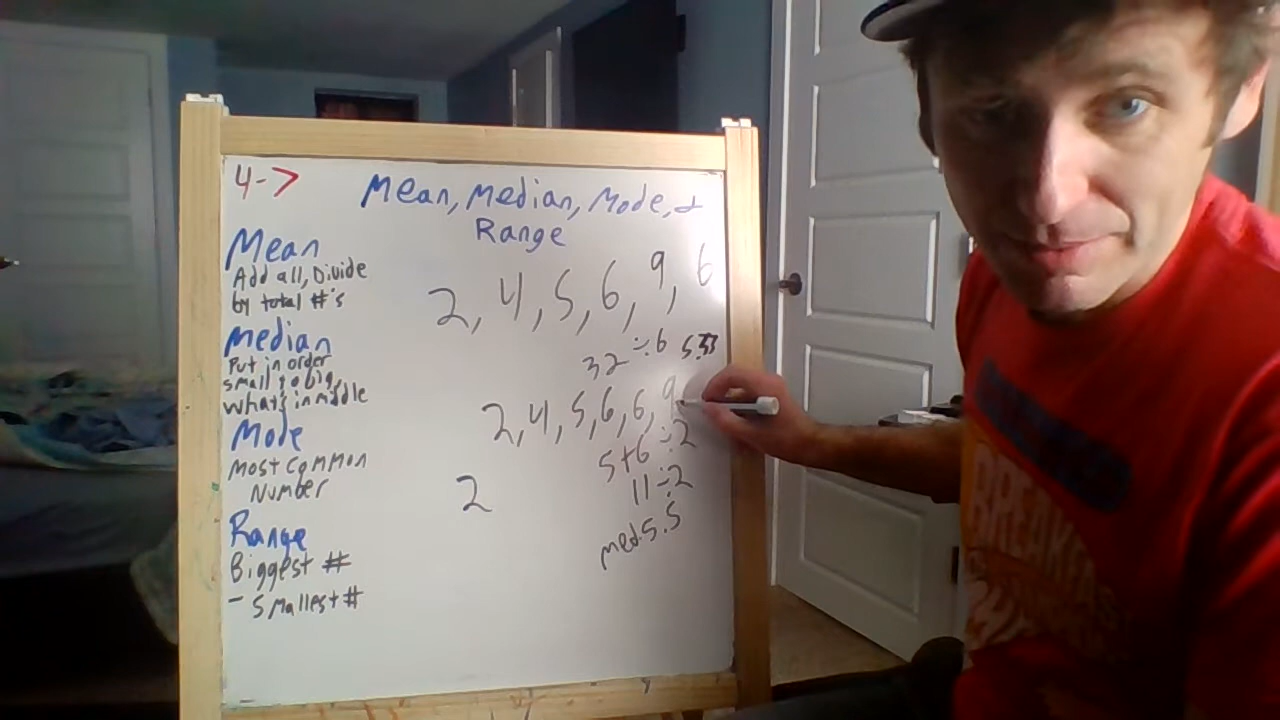 4->
Mean, Median, Mode, &
Range
Mean
Add all, Divide
by total #'s
2, 4, 5, 6, 9, 6
Median
Put in order
small to big,
what's in middle
32 ÷ 6 5.33
2, 4, 5, 6, 6, 9
5+6 ÷ 2
11 ÷ 2
med. 5.5
Mode
Most Common
Number
2
Range
Biggest #
- Smallest #
BREAKFAST